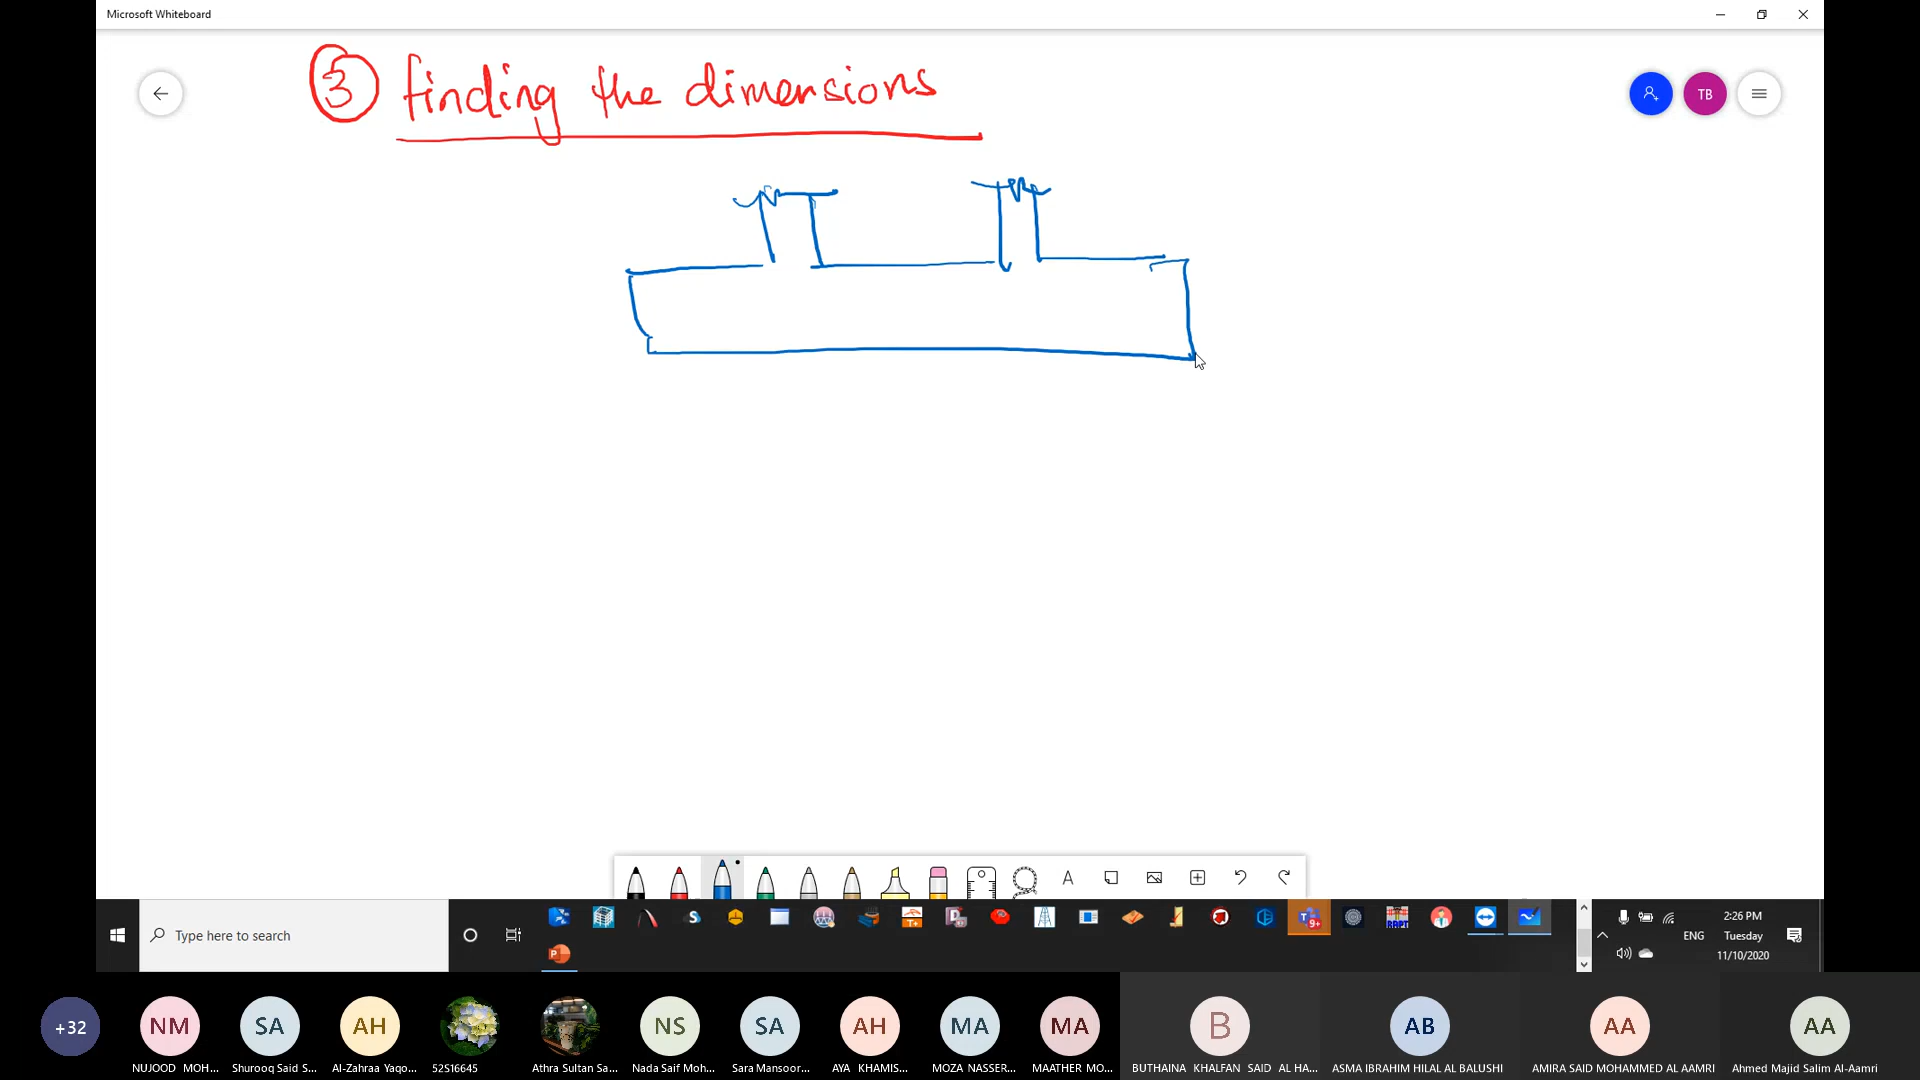 Microsoft Whiteboard
3 finding the dimensions
TB
A
Type here to search
ENG
2:26 PM
Tuesday
11/10/2020
+32
NM
SA
AH
NS
SA
AH
MA
MA
B
AB
AA
AA
NUJOOD MOH...
Shurooq Said S...
Al-Zahraa Yaqo...
52S16645
Athra Sultan Sa...
Nada Saif Moh...
Sara Mansoor...
AYA KHAMIS...
MOZA NASSER...
MAATHER MO...
BUTHAINA KHALFAN SAID AL HA...
ASMA IBRAHIM HILAL AL BALUSHI
AMIRA SAID MOHAMMED AL AAMRI
Ahmed Majid Salim Al-Aamri